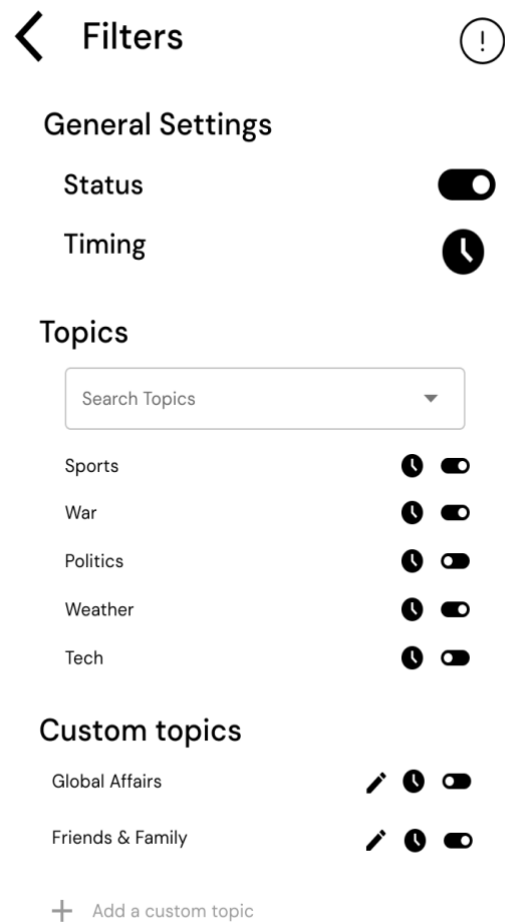 Filters
General Settings
Status
Timing
Topics
Search Topics
Sports
War
Politics
Weather
Tech
Custom topics
Global Affairs
Friends & Family
Add a custom topic